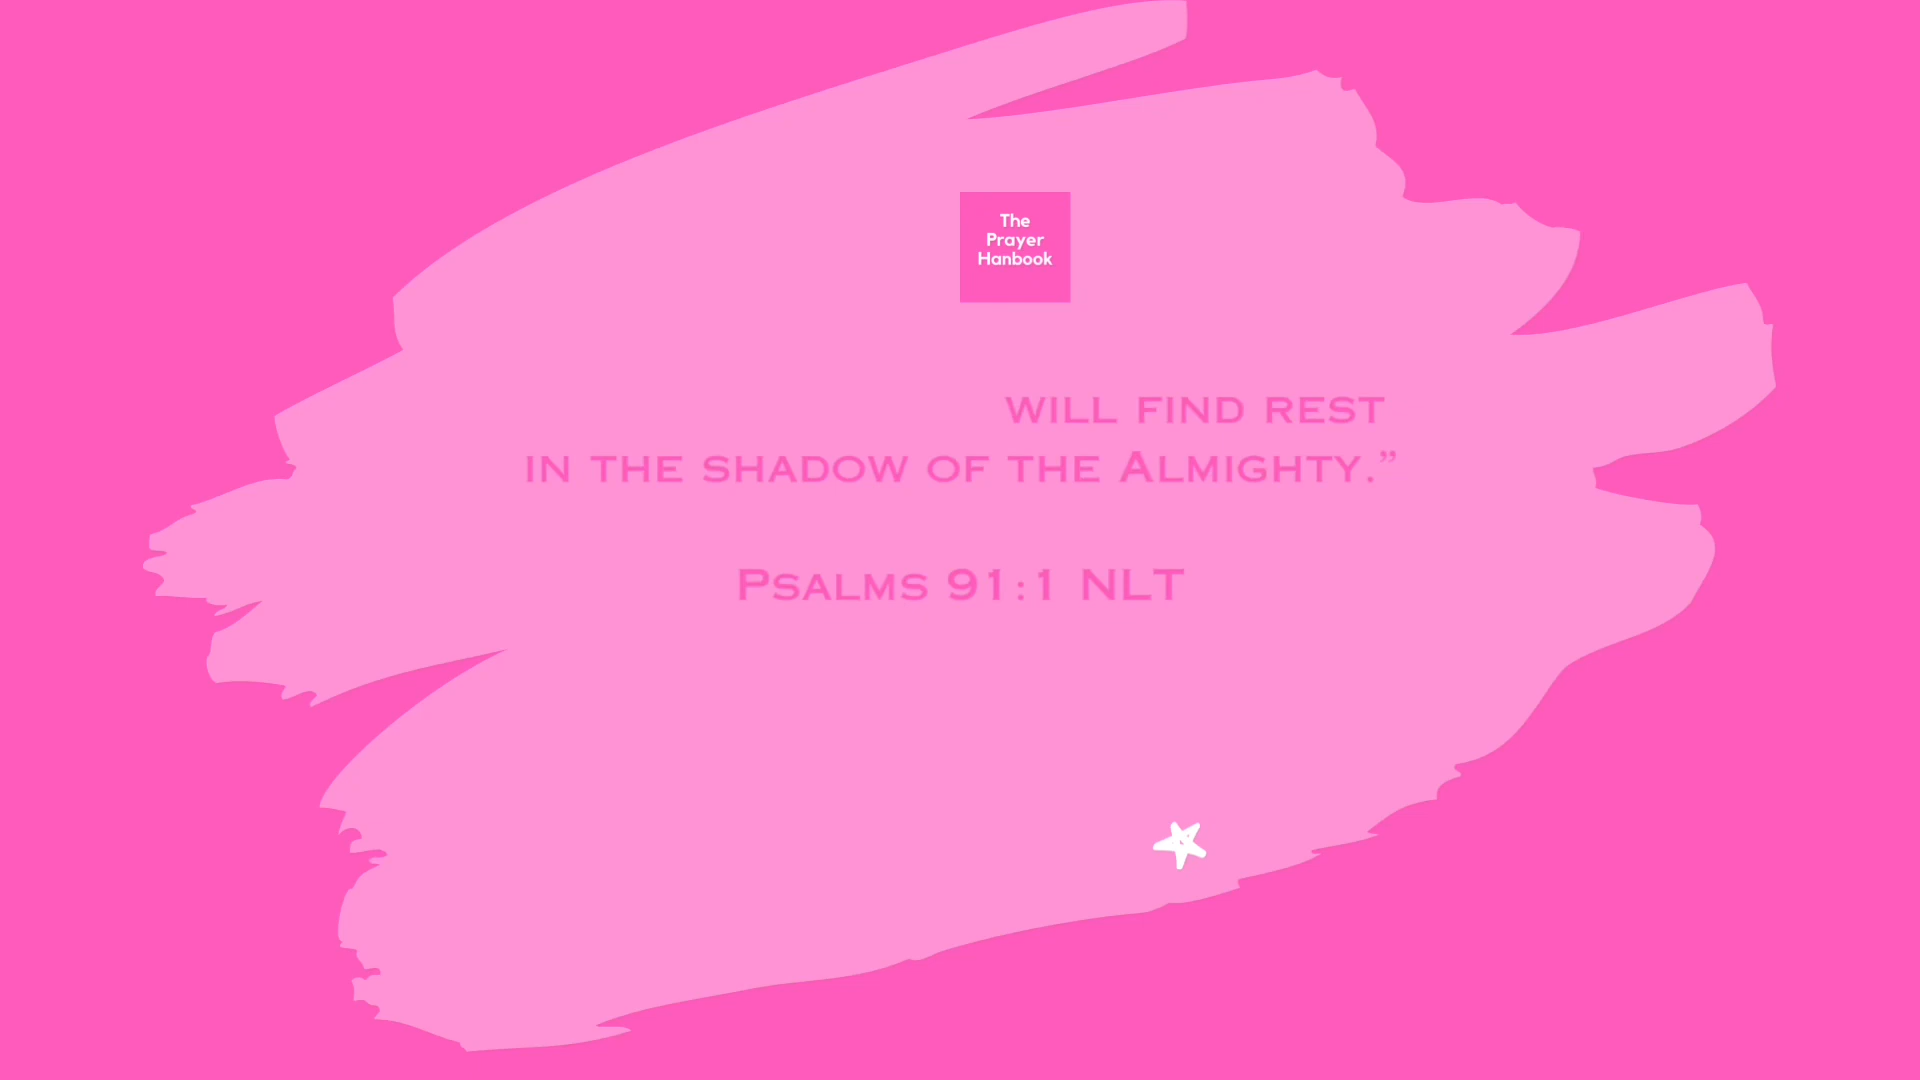 The
Prayer
Hanbook
WILL FIND REST
IN THE SHADOW OF THE ALMIGHTY.”
PSALMS 91:1 NLT